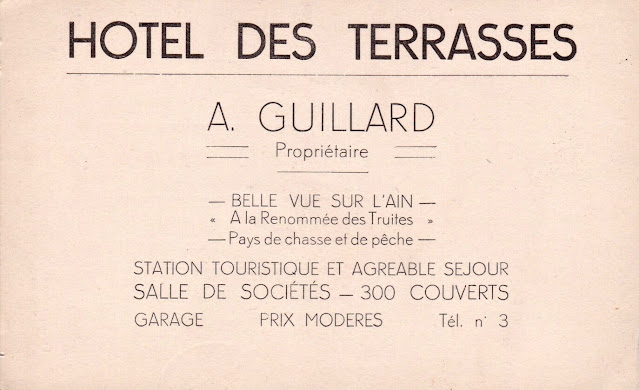 HOTEL DES TERRASSES
A. GUILLARD
Propriétaire
— BELLE VUE SUR L'AIN —
« A la Renommée des Truites »
— Pays de chasse et de pêche —
STATION TOURISTIQUE ET AGREABLE SEJOUR
SALLE DE SOCIÉTÉS — 300 COUVERTS
GARAGE PRIX MODERES Tél. n° 3